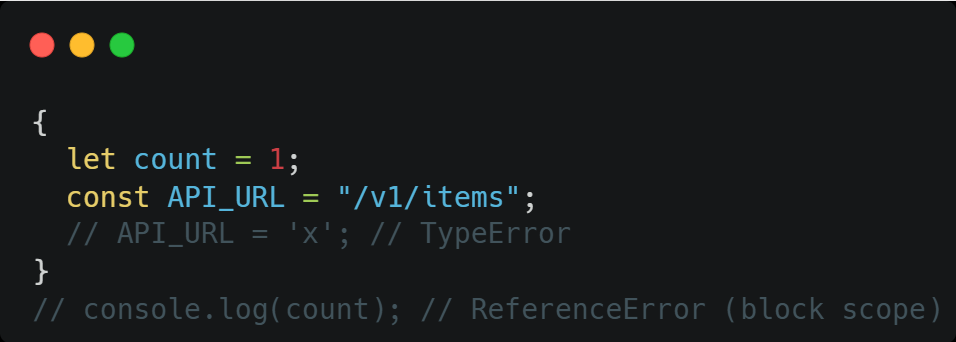 {
  let count = 1;
  const API_URL = "/v1/items";
  // API_URL = 'x'; // TypeError
}
// console.log(count); // ReferenceError (block scope)